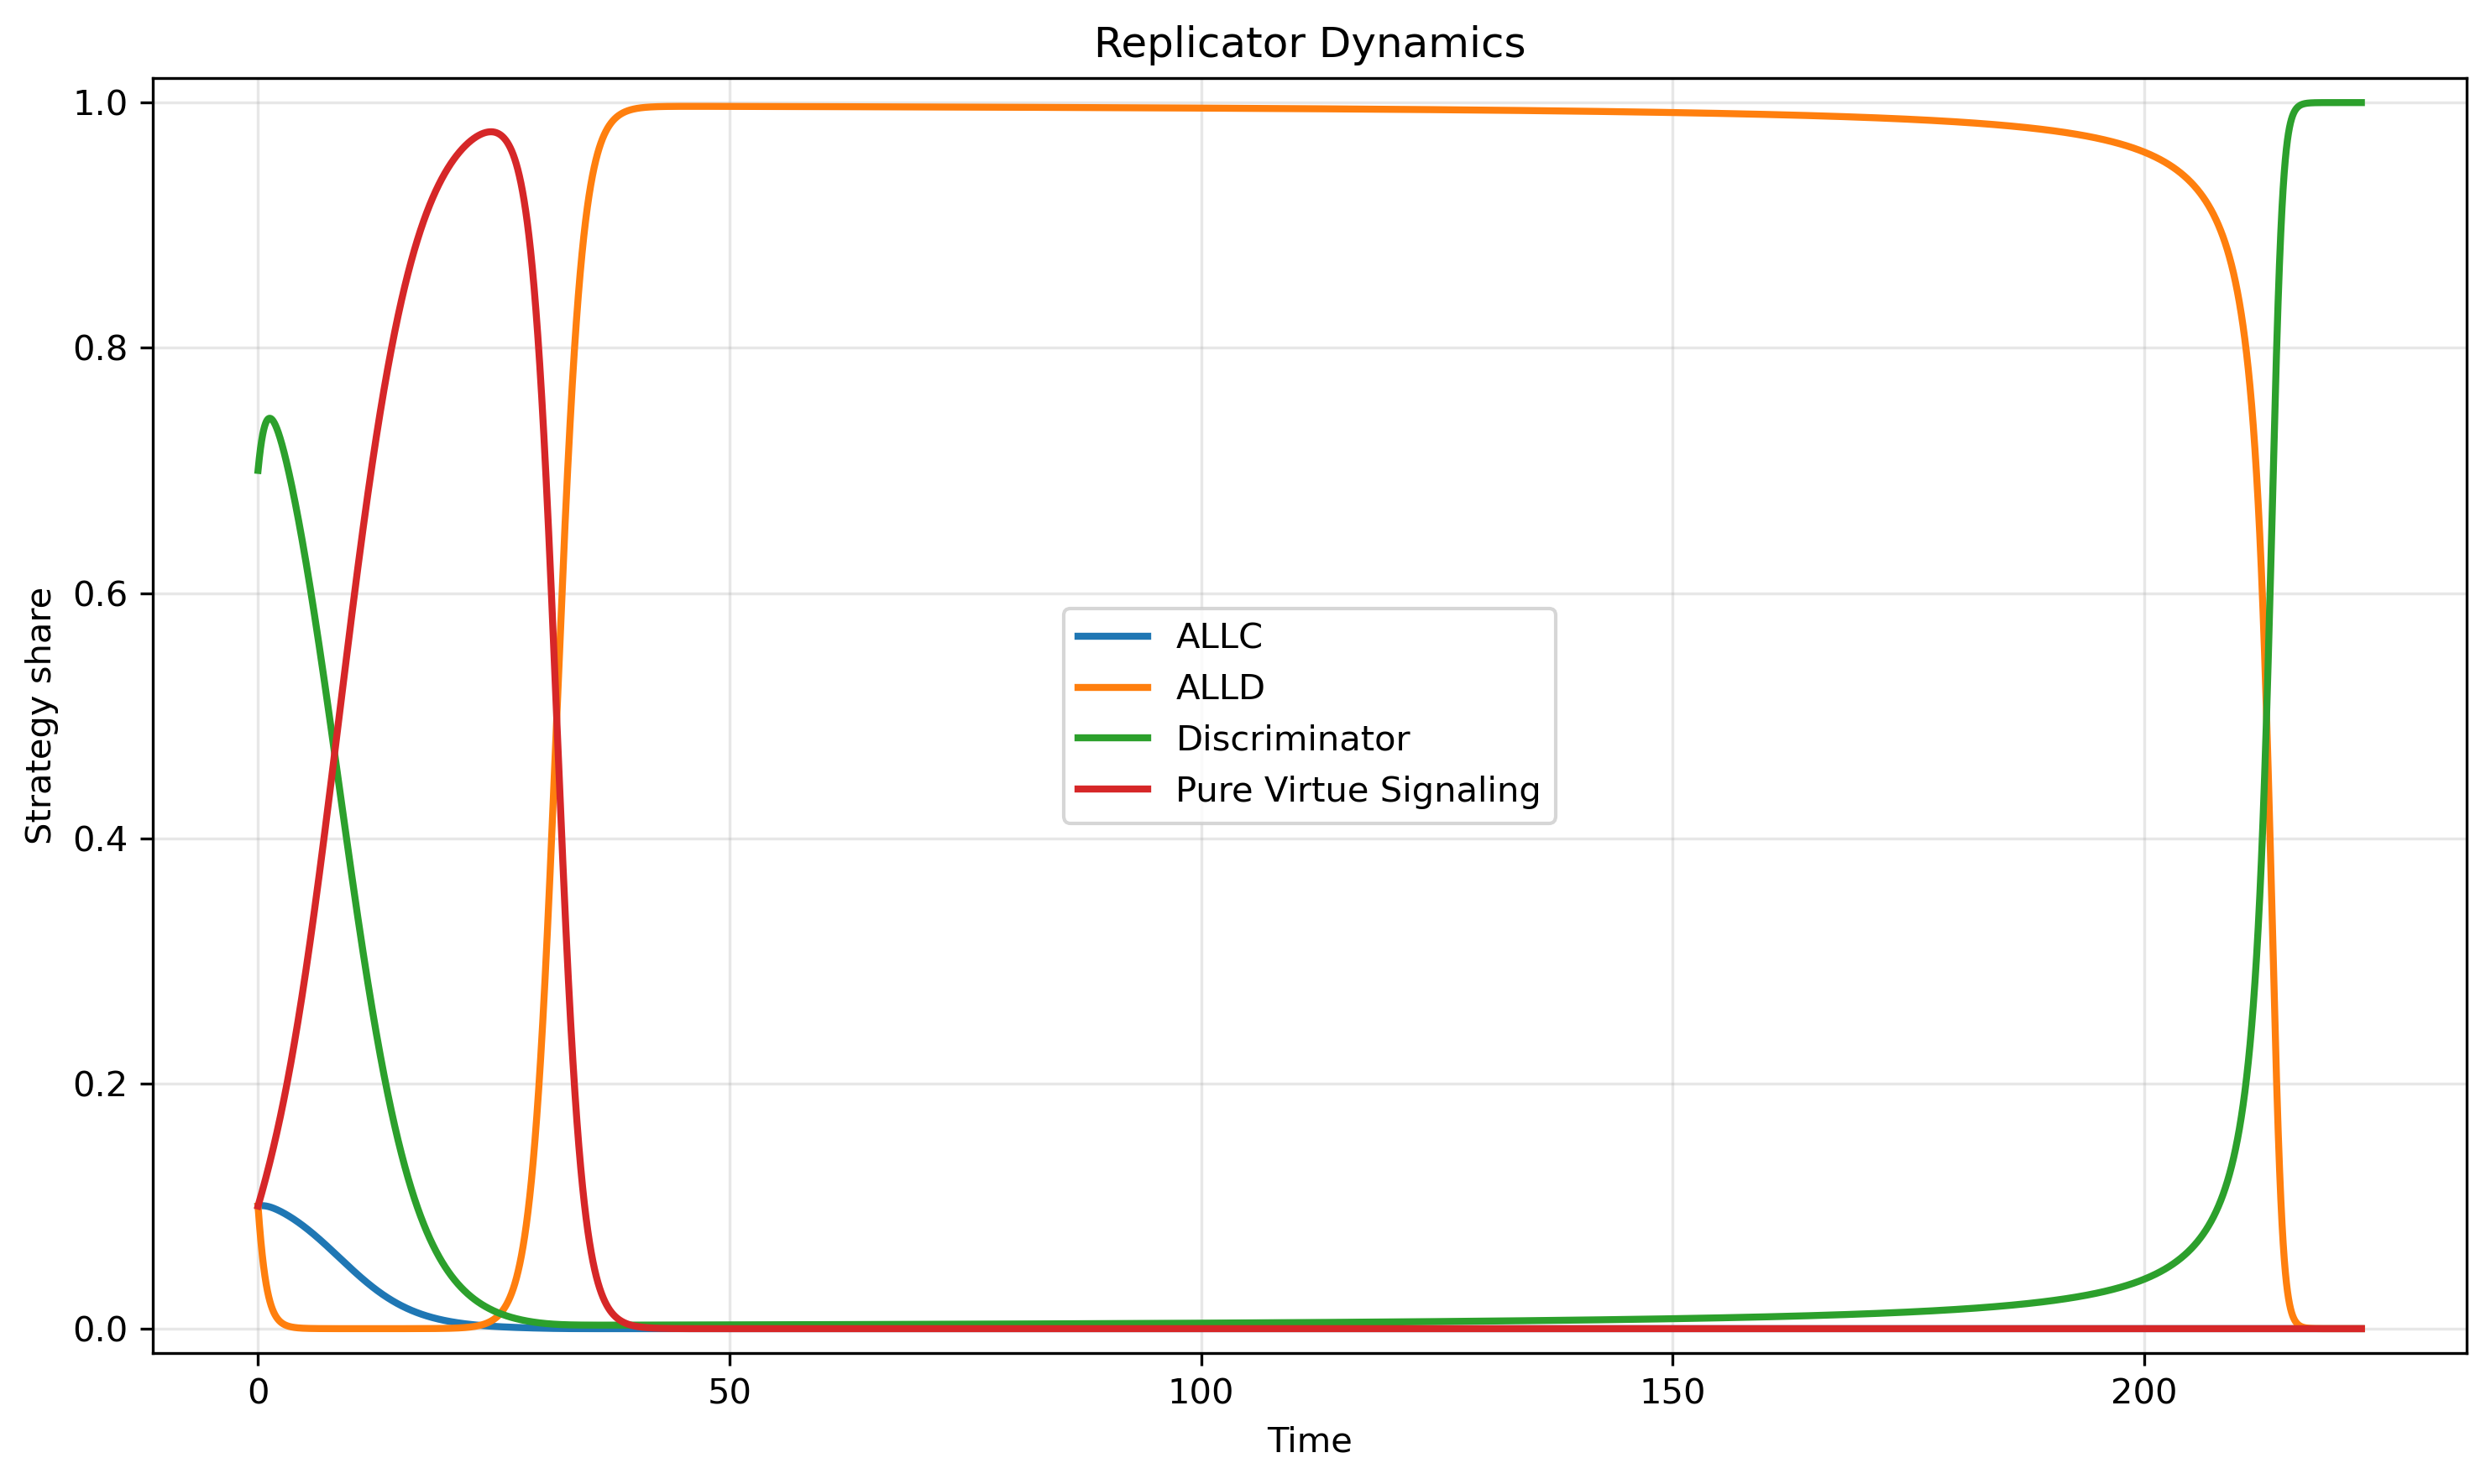 Replicator Dynamics
1.0
0.8
0.6
0.4
0.2
0.0
Strategy share
ALLC
ALLD
Discriminator
Pure Virtue Signaling
0 50 100 150 200
Time